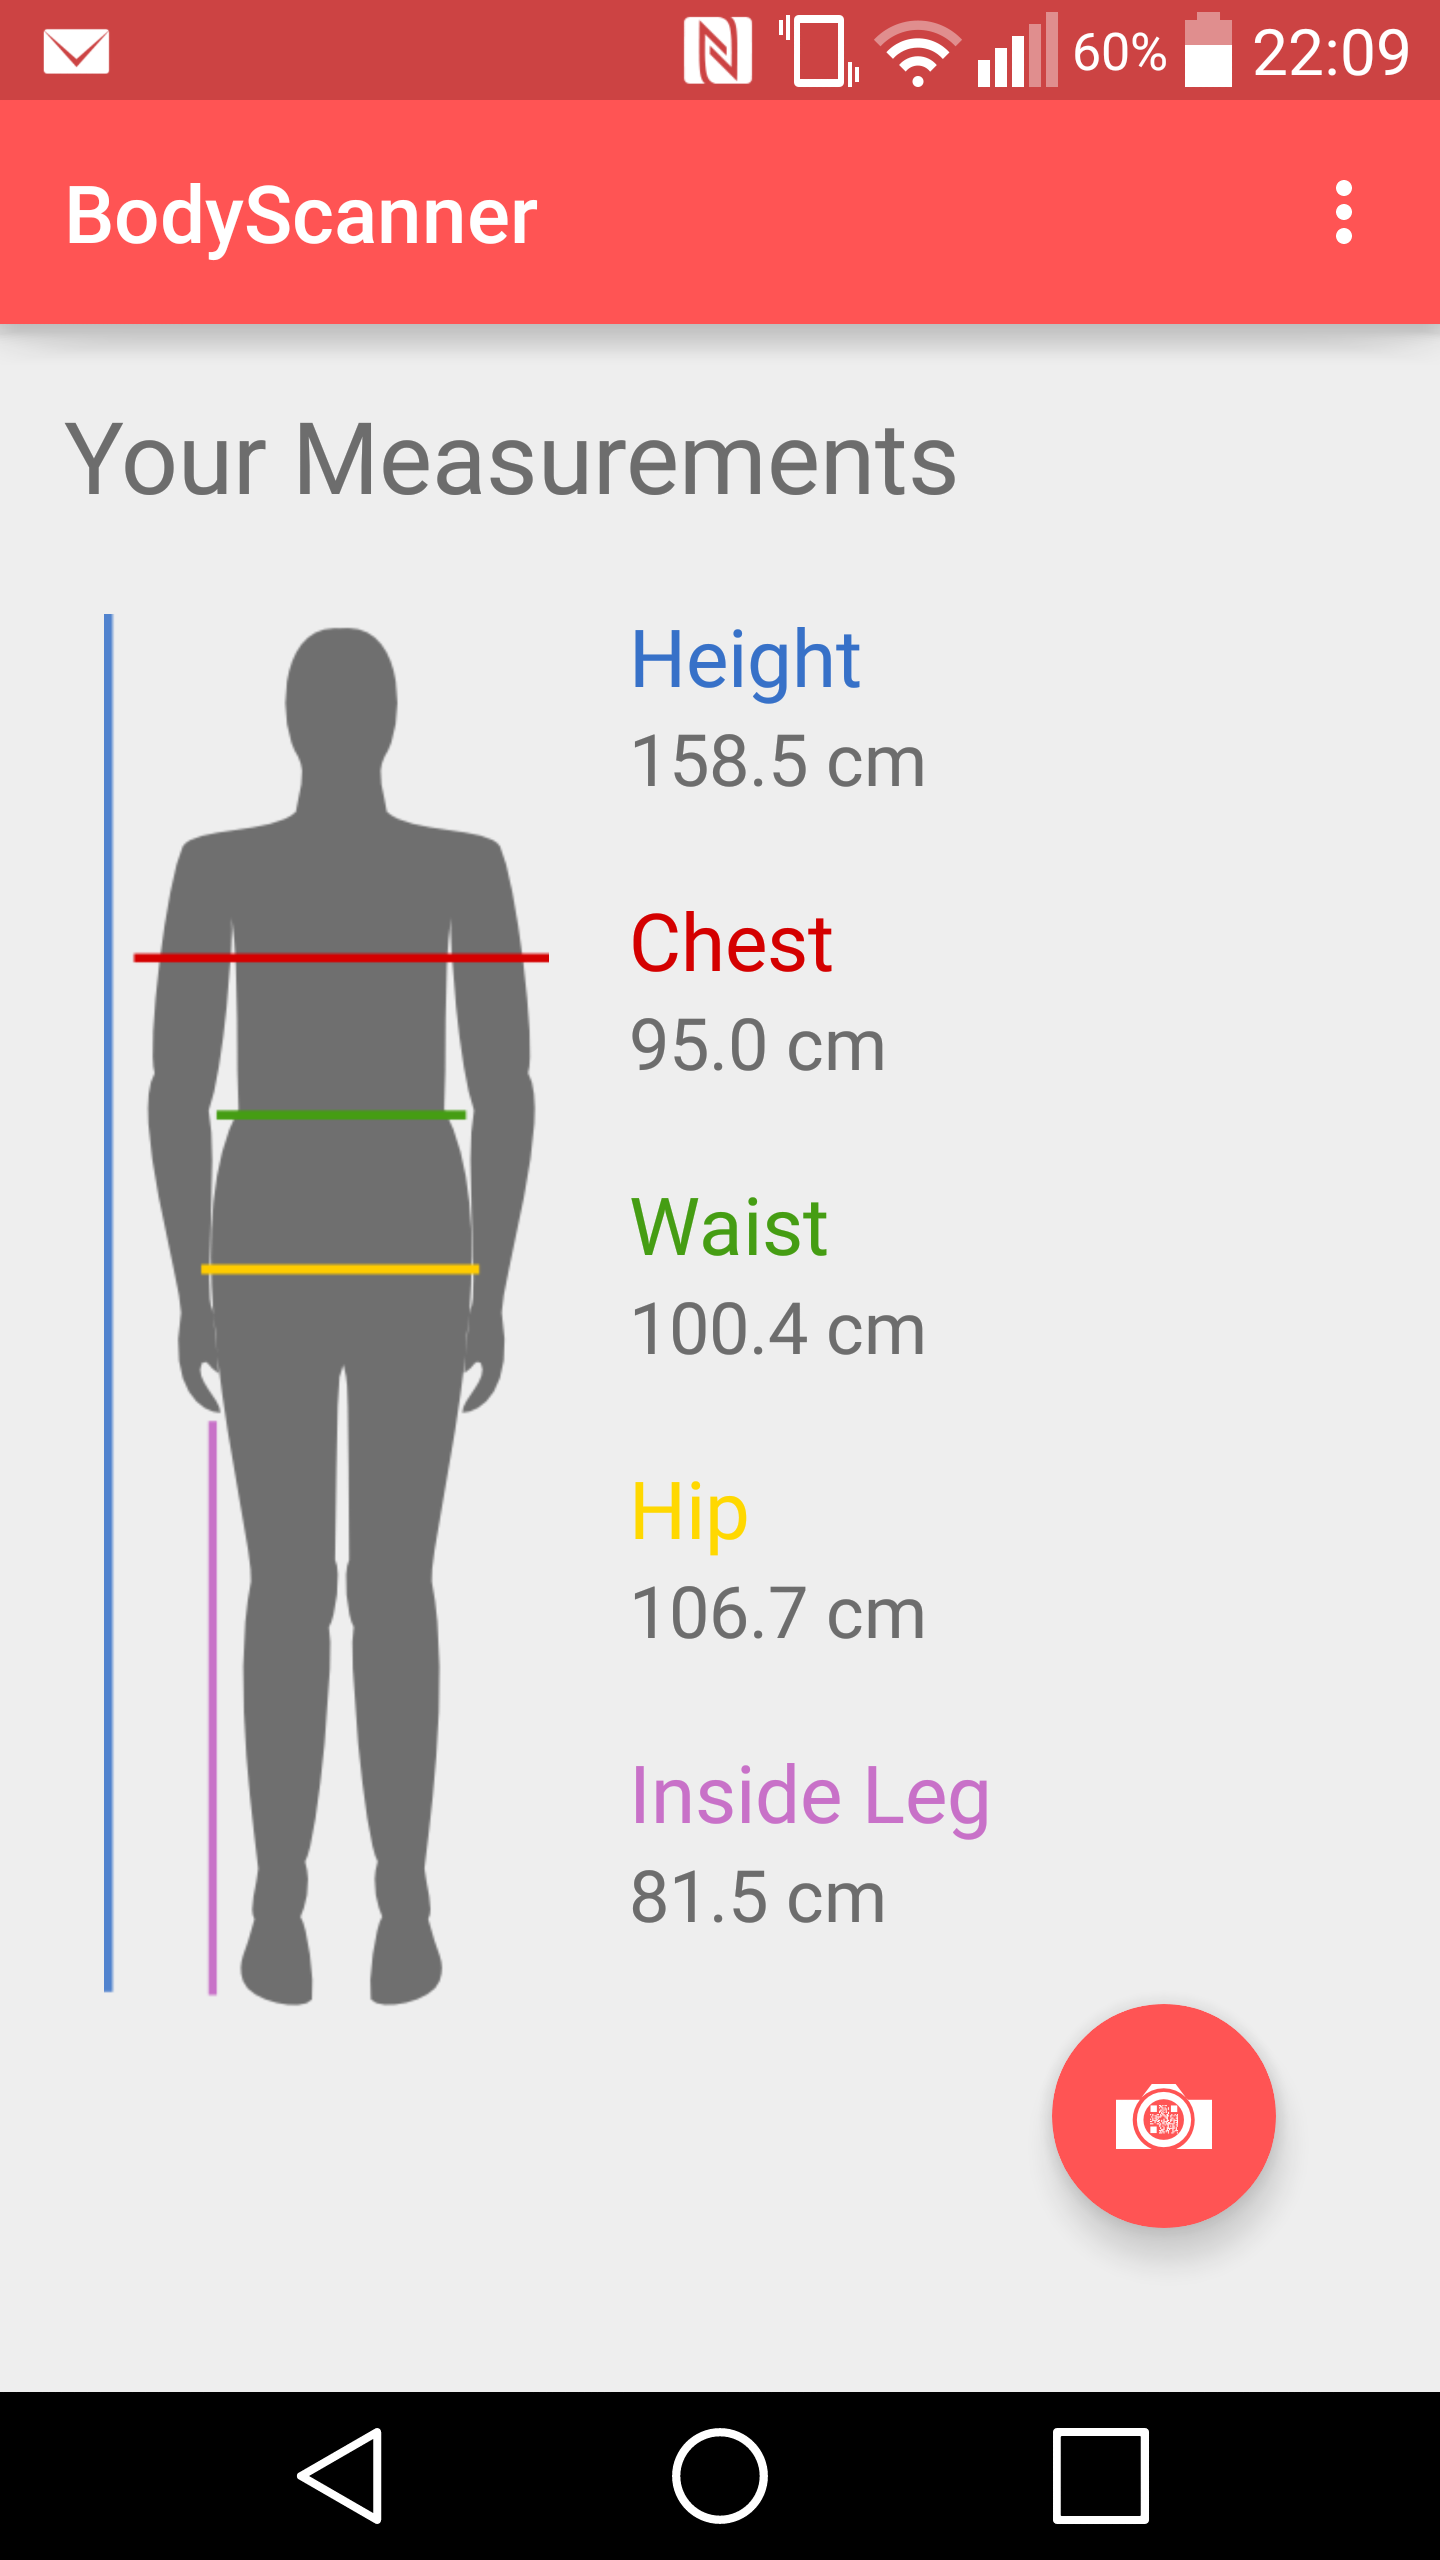 60% 22:09
BodyScanner
Your Measurements
Height
158.5 cm
Chest
95.0 cm
Waist
100.4 cm
Hip
106.7 cm
Inside Leg
81.5 cm